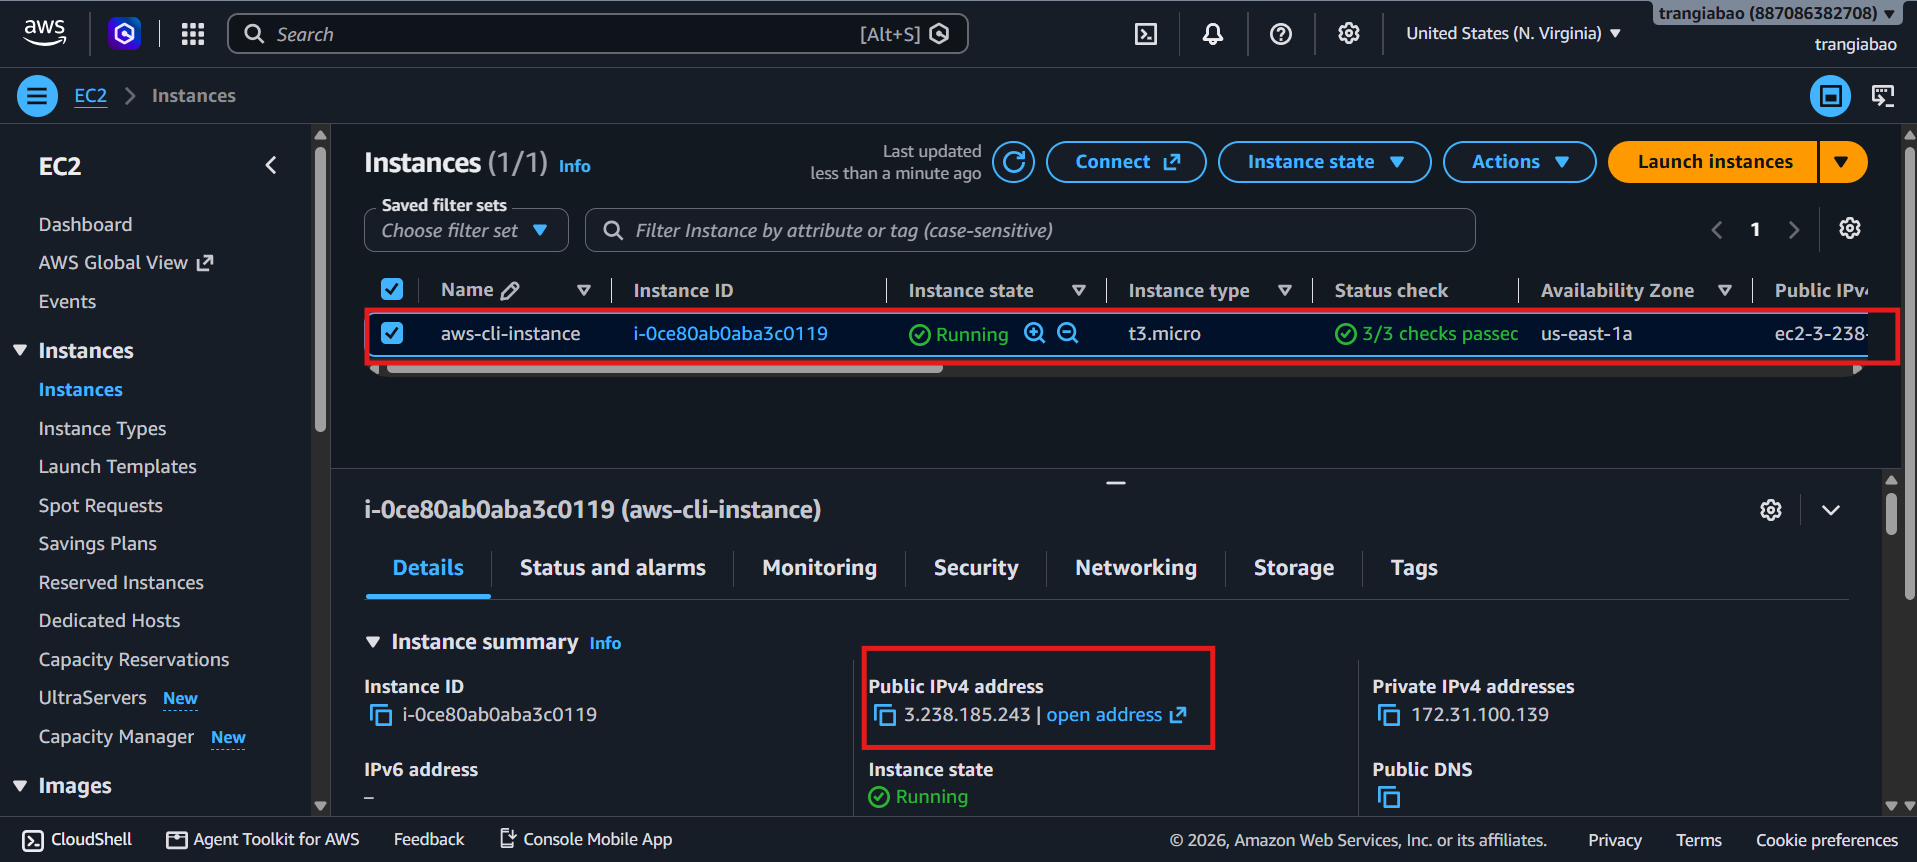 aws
Search [Alt+S]
United States (N. Virginia)
trangiabao (887086382708)
trangiabao
EC2 Instances
EC2
Dashboard
AWS Global View
Events
Instances
Instances
Instance Types
Launch Templates
Spot Requests
Savings Plans
Reserved Instances
Dedicated Hosts
Capacity Reservations
UltraServers New
Capacity Manager New
Images
Instances (1/1) Info
Last updated
less than a minute ago
Connect
Instance state
Actions
Launch instances
Saved filter sets
Choose filter set
Filter Instance by attribute or tag (case-sensitive)
1
Name Instance ID Instance state Instance type Status check Availability Zone Public IPv4
aws-cli-instance i-0ce80ab0aba3c0119 Running t3.micro 3/3 checks passed us-east-1a ec2-3-238-
i-0ce80ab0aba3c0119 (aws-cli-instance)
Details Status and alarms Monitoring Security Networking Storage Tags
Instance summary Info
Instance ID
i-0ce80ab0aba3c0119
Public IPv4 address
3.238.185.243 | open address
Private IPv4 addresses
172.31.100.139
IPv6 address
–
Instance state
Running
Public DNS
CloudShell Agent Toolkit for AWS Feedback Console Mobile App © 2026, Amazon Web Services, Inc. or its affiliates. Privacy Terms Cookie preferences